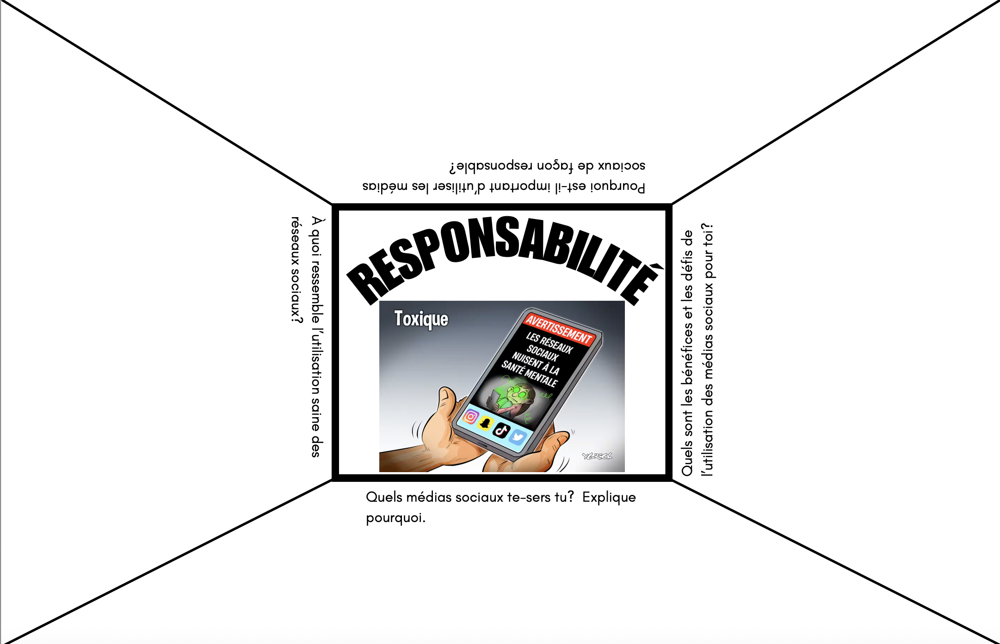 Pourquoi est-il important d'utiliser les médias
sociaux de façon responsable?
À quoi ressemble l'utilisation saine des
réseaux sociaux?
RESPONSABILITÉ
Toxique
AVERTISSEMENT
LES RÉSEAUX
SOCIAUX
NUISENT À LA
SANTÉ MENTALE
YGRECK
Quels sont les bénéfices et les défis de
l'utilisation des médias sociaux pour toi?
Quels médias sociaux te-sers tu?  Explique
pourquoi.